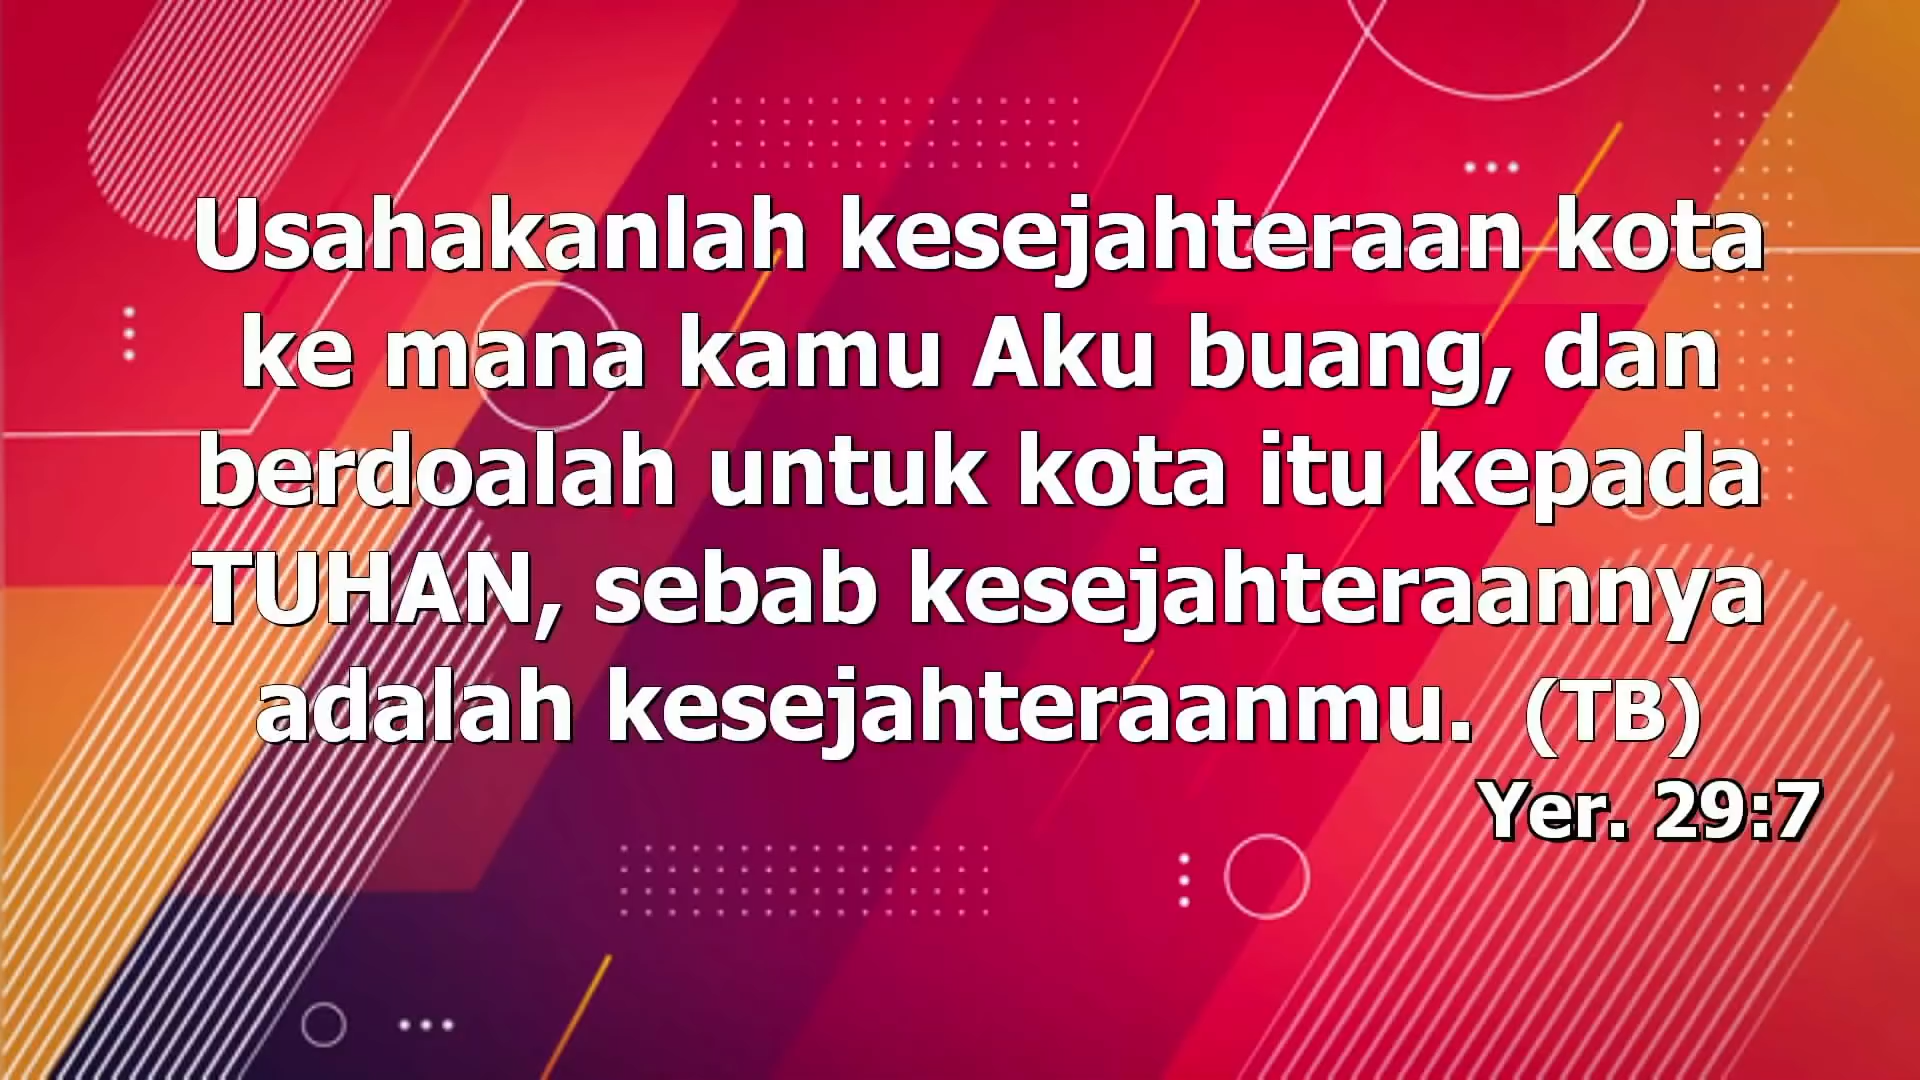 Usahakanlah kesejahteraan kota
ke mana kamu Aku buang, dan
berdoalah untuk kota itu kepada
TUHAN, sebab kesejahteraannya
adalah kesejahteraanmu. (TB)
Yer. 29:7